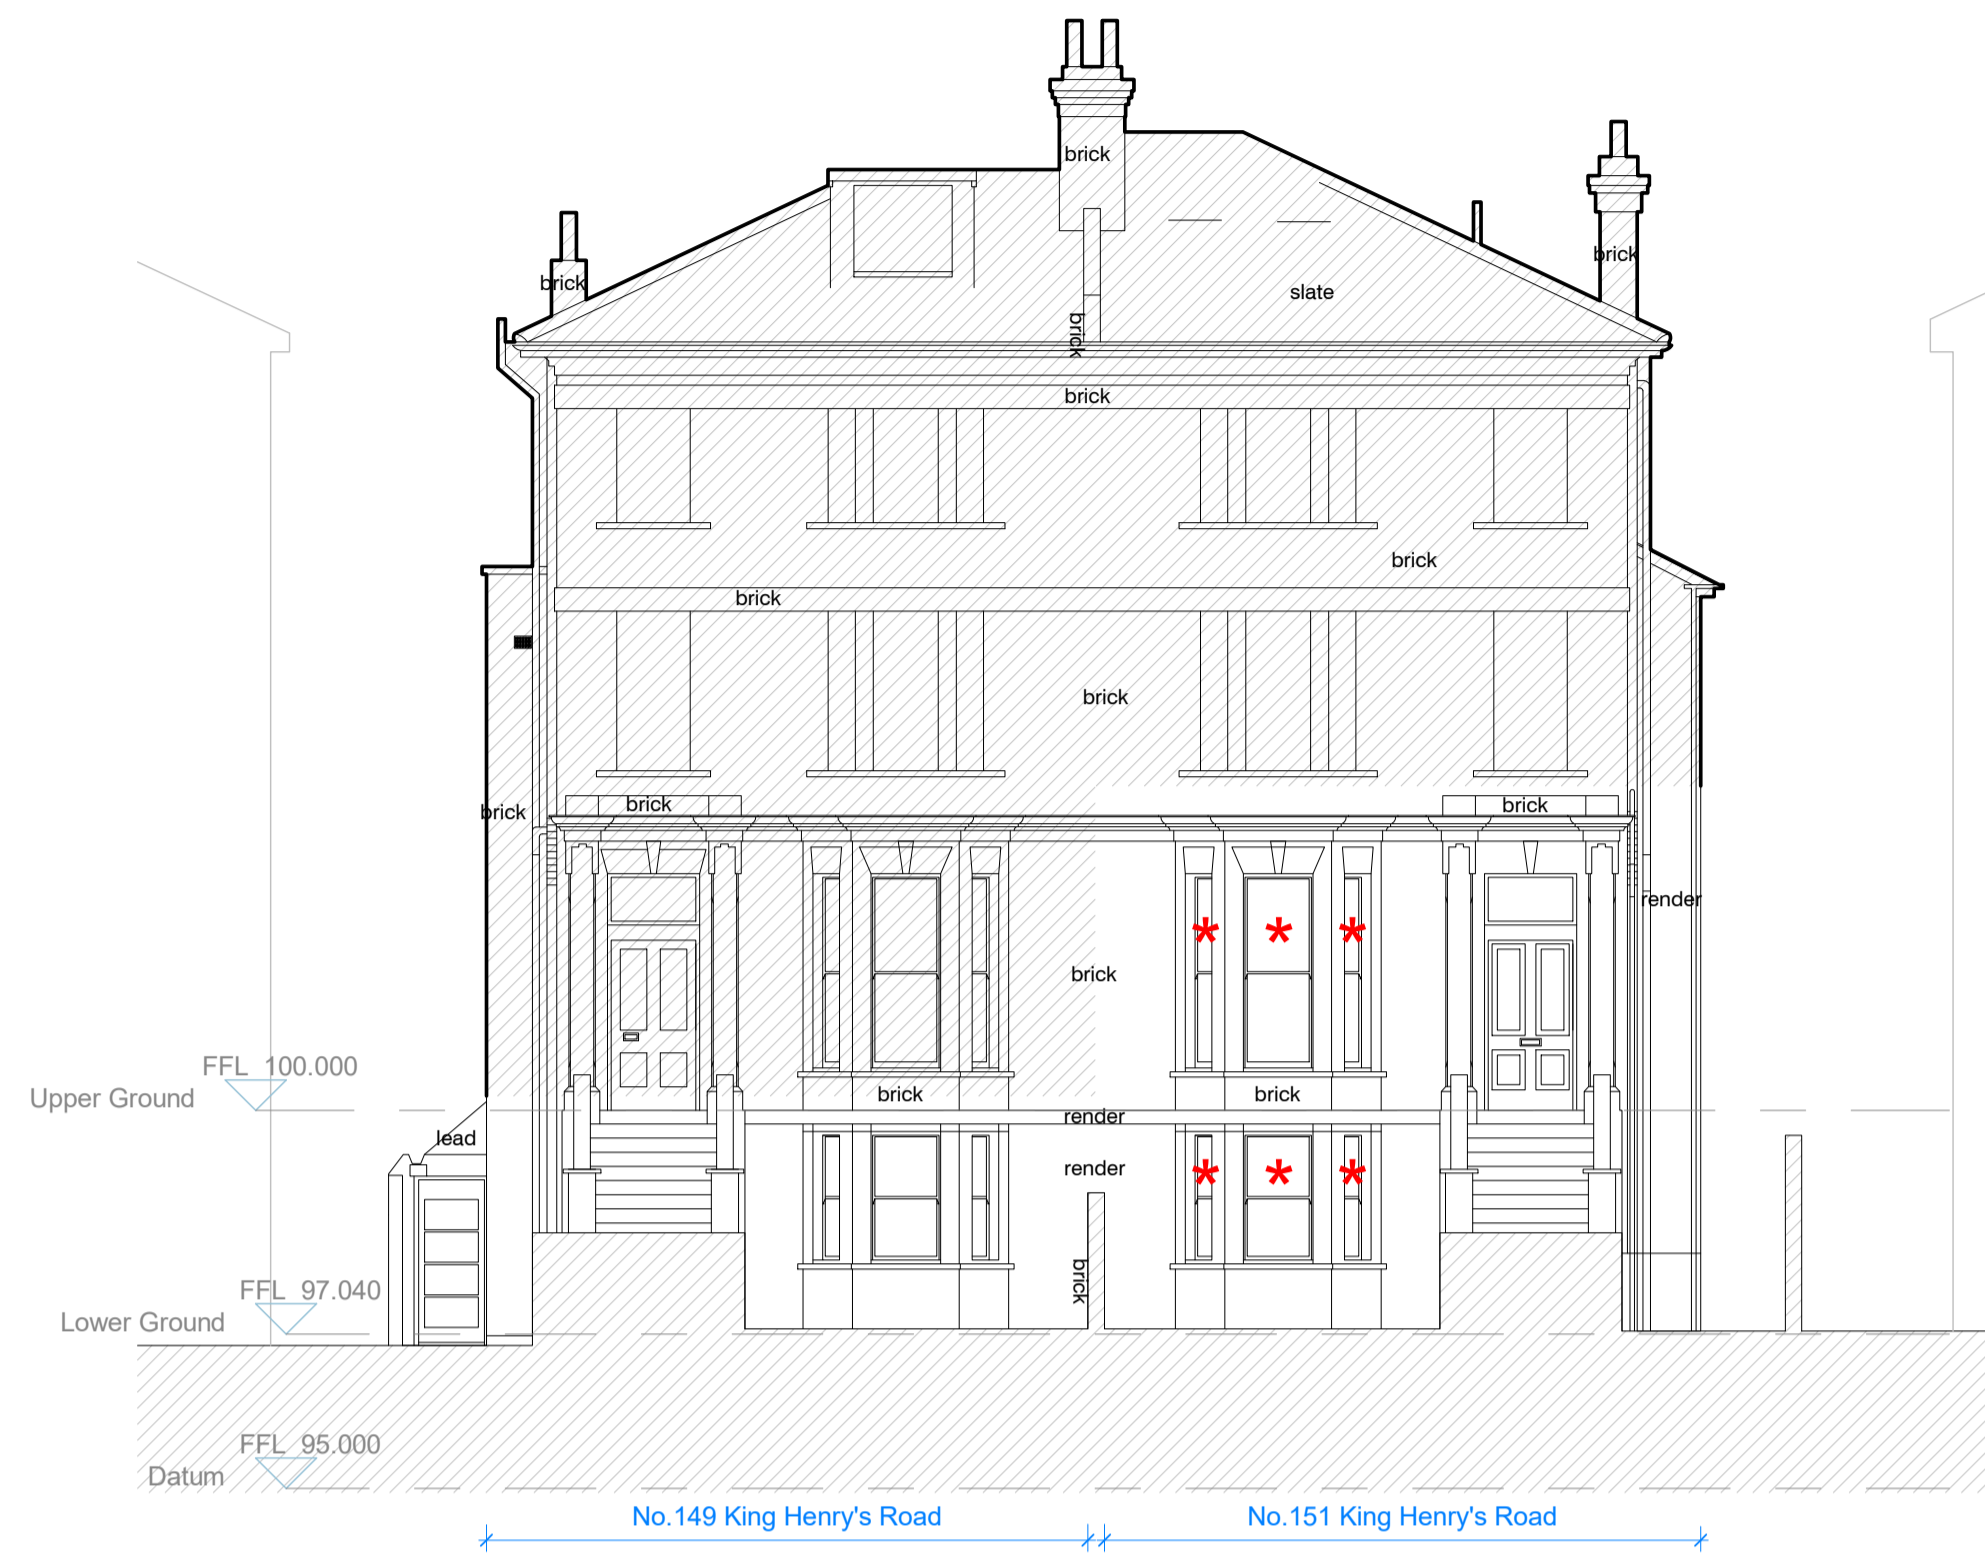 brick
brick
brick
slate
brick
brick
brick
brick
brick
brick
brick
brick
brick
render
* * *
brick
FFL 100.000
Upper Ground
brick
brick
render
lead
render
* * *
brick
FFL 97.040
Lower Ground
FFL 95.000
Datum
No.149 King Henry's Road
No.151 King Henry's Road